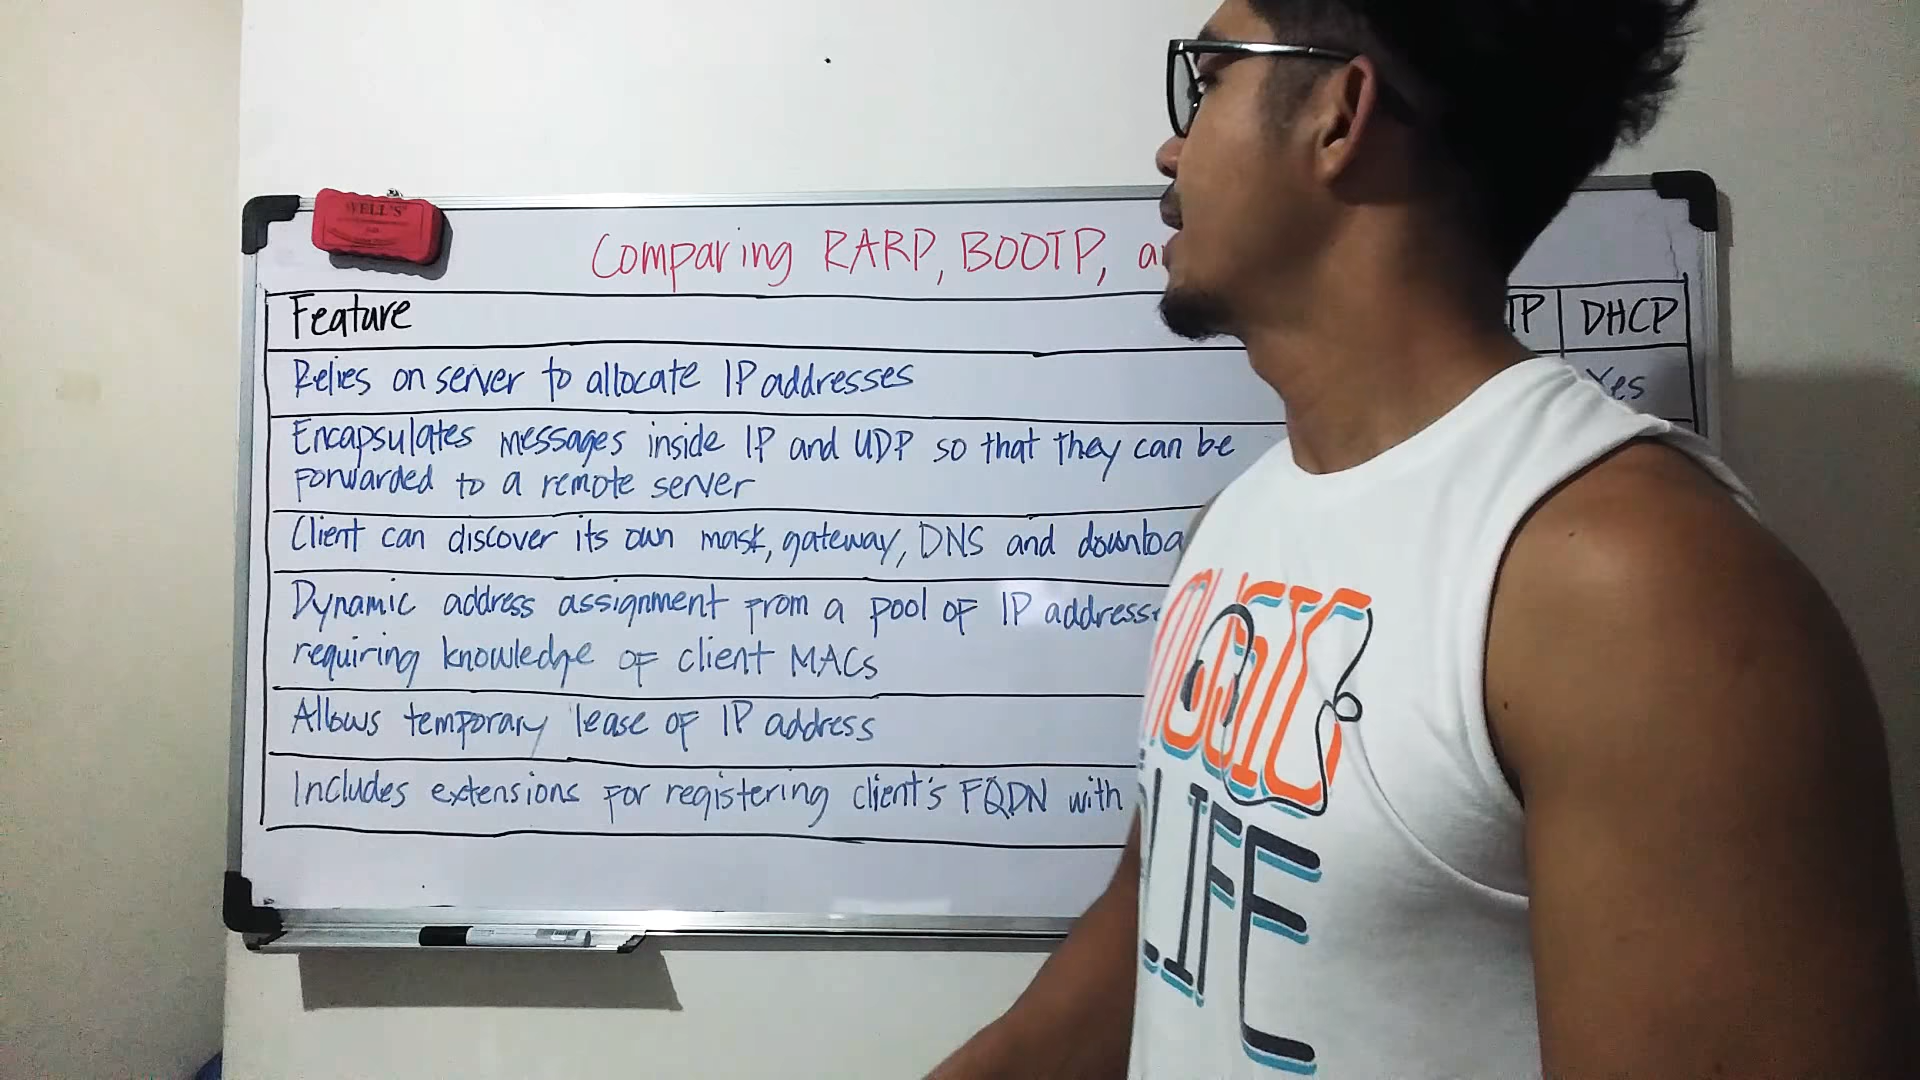 WELL'S
Comparing RARP, BOOTP,
Feature
TP
DHCP
Relies on server to allocate IP addresses
Yes
Encapsulates messages inside IP and UDP so that they can be
forwarded to a remote server
Client can discover its own mask, gateway, DNS and
Dynamic address assignment from a pool of IP
requiring knowledge of client MACs
Allows temporary lease of IP address
Includes extensions for registering client's FQDN with
LIFE